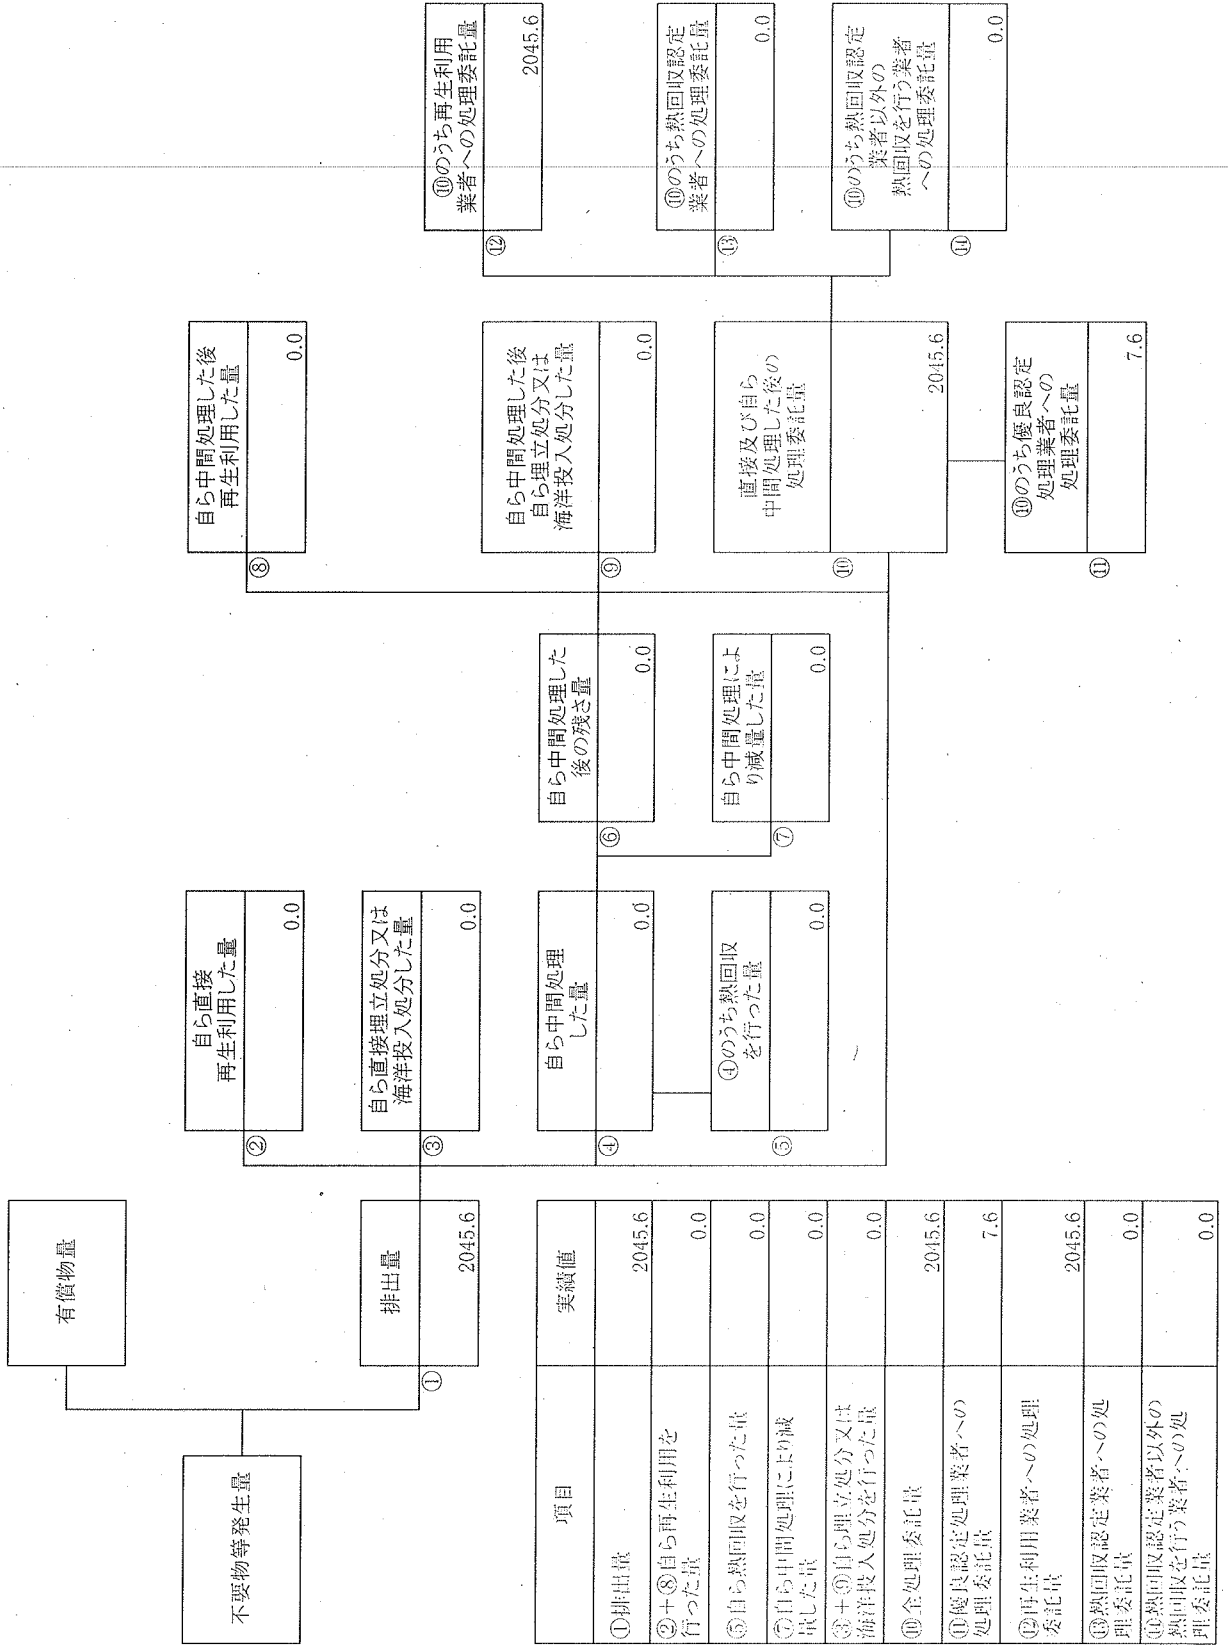 有償物量
不要物等発生量
①
排出量
2045.6
②
自ら直接
再生利用した量
0.0
③
自ら直接埋立処分又は
海洋投入処分した量
0.0
④
自ら中間処理
した量
0.0
⑤
④のうち熱回収
を行った量
0.0
⑥
自ら中間処理した
後の残さ量
0.0
⑦
自ら中間処理によ
り減量した量
0.0
⑧
自ら中間処理した後
再生利用した量
0.0
⑨
自ら中間処理した後
自ら埋立処分又は
海洋投入処分した量
0.0
⑩
直接及び自ら
中間処理した後の
処理委託量
2045.6
⑪
⑩のうち優良認定
処理業者への
処理委託量
7.6
⑫
⑩のうち再生利用
業者への処理委託量
2045.6
⑬
⑩のうち熱回収認定
業者への処理委託量
0.0
⑭
⑩のうち熱回収認定
業者以外の
熱回収を行う業者
への処理委託量
0.0
項目 実績値
①排出量 2045.6
②+⑧自ら再生利用を
行った量 0.0
⑤自ら熱回収を行った量 0.0
⑦自ら中間処理により減
量した量 0.0
③+⑨自ら埋立処分又は
海洋投入処分を行った量 0.0
⑩全処理委託量 2045.6
⑪優良認定処理業者への
処理委託量 7.6
⑫再生利用業者への処理
委託量 2045.6
⑬熱回収認定業者への処
理委託量 0.0
⑭熱回収認定業者以外の
熱回収を行う業者への処
理委託量 0.0